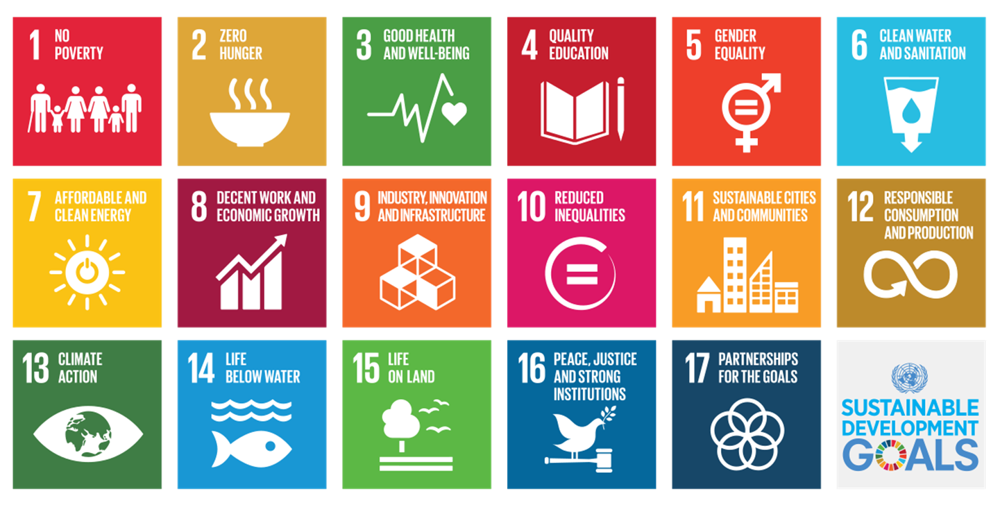 1 NO
POVERTY
2 ZERO
HUNGER
3 GOOD HEALTH
AND WELL-BEING
4 QUALITY
EDUCATION
5 GENDER
EQUALITY
6 CLEAN WATER
AND SANITATION
7 AFFORDABLE AND
CLEAN ENERGY
8 DECENT WORK AND
ECONOMIC GROWTH
9 INDUSTRY, INNOVATION
AND INFRASTRUCTURE
10 REDUCED
INEQUALITIES
11 SUSTAINABLE CITIES
AND COMMUNITIES
12 RESPONSIBLE
CONSUMPTION
AND PRODUCTION
13 CLIMATE
ACTION
14 LIFE
BELOW WATER
15 LIFE
ON LAND
16 PEACE, JUSTICE
AND STRONG
INSTITUTIONS
17 PARTNERSHIPS
FOR THE GOALS
SUSTAINABLE
DEVELOPMENT
GOALS